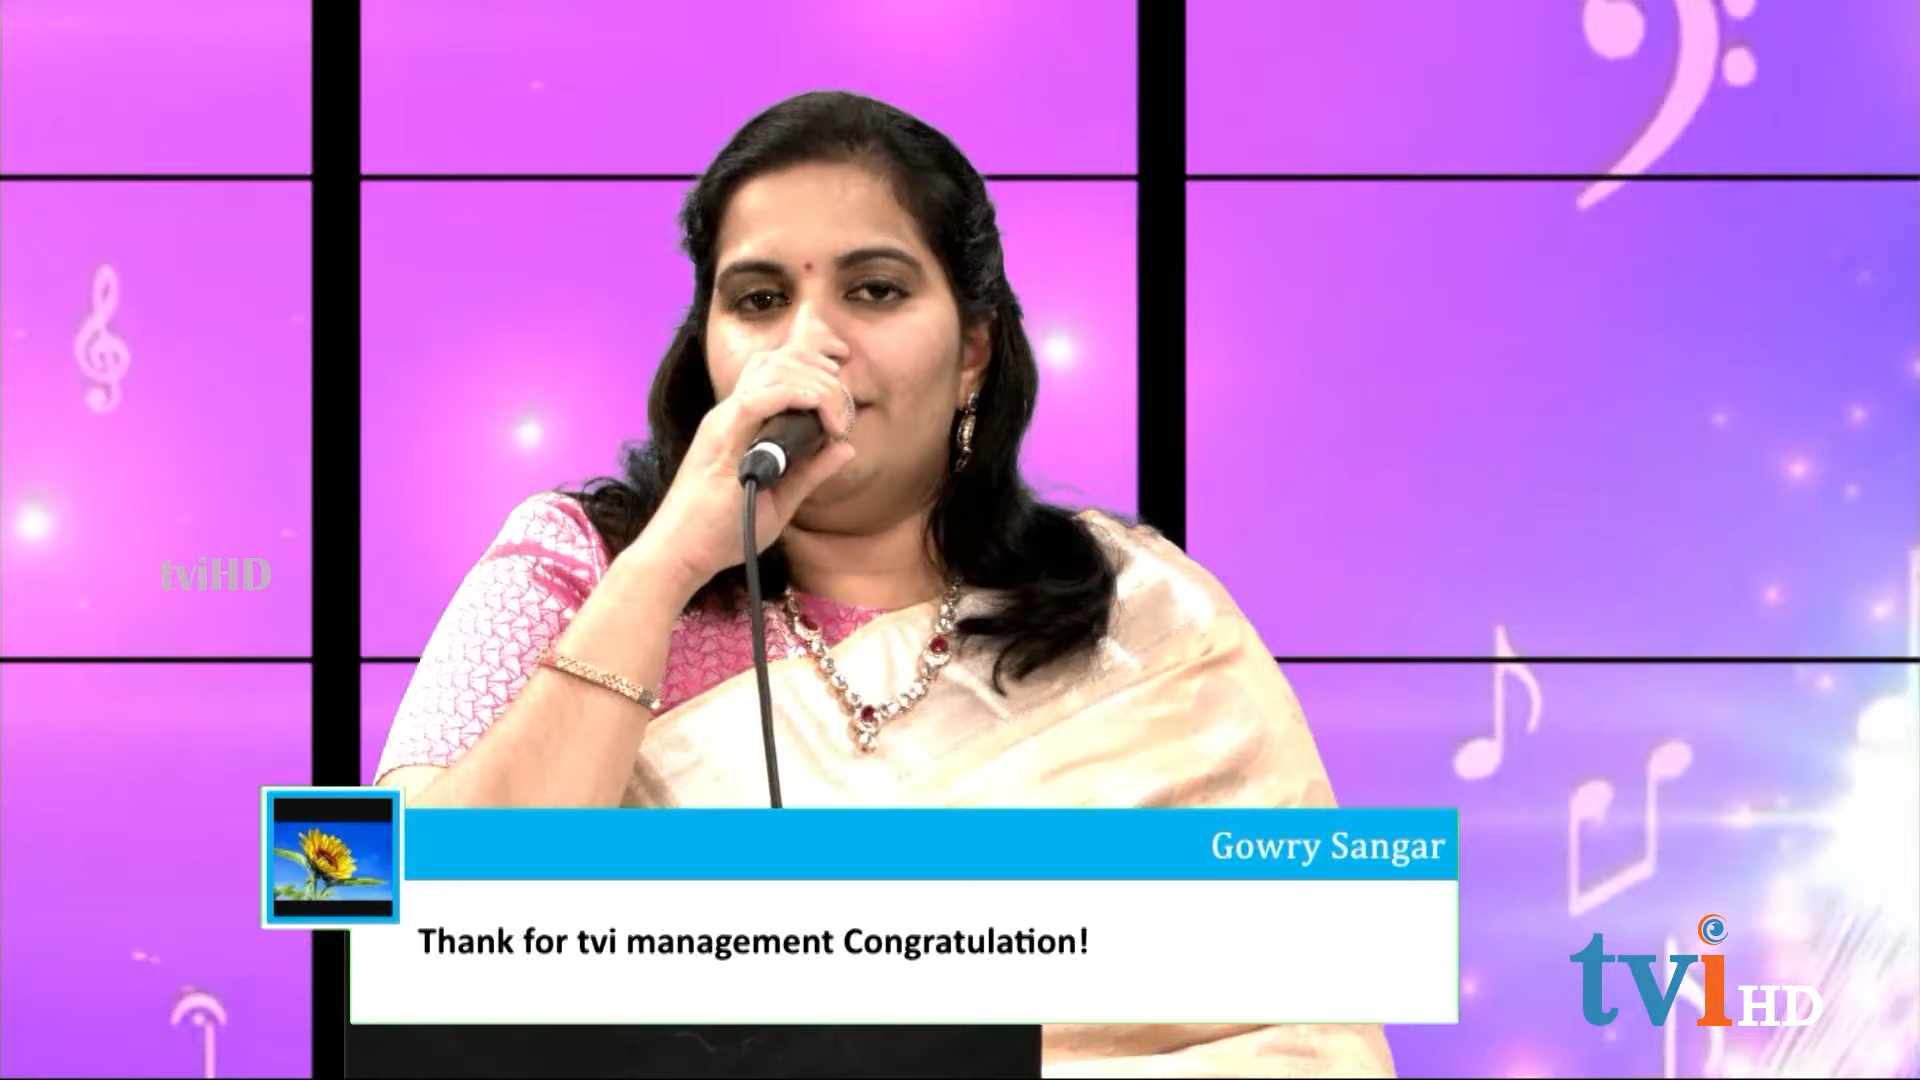 tviHD
Gowry Sangar
Thank for tvi management Congratulation!
tvi HD